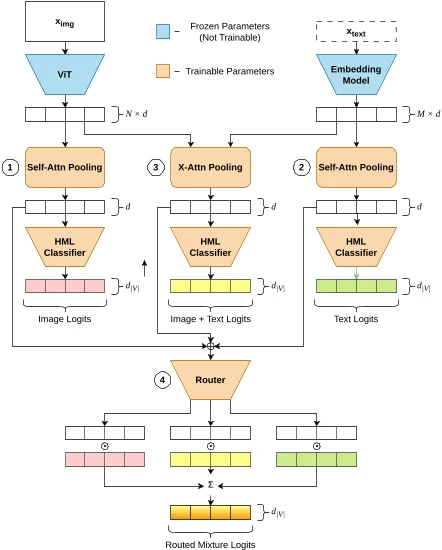 x_img
Frozen Parameters
(Not Trainable)
x_text
ViT
Trainable Parameters
Embedding
Model
N × d
M × d
1
Self-Attn Pooling
3
X-Attn Pooling
2
Self-Attn Pooling
d
d
d
HML
Classifier
HML
Classifier
HML
Classifier
d_|V|
d_|V|
d_|V|
Image Logits
Image + Text Logits
Text Logits
4
Router
Σ
d_|V|
Routed Mixture Logits